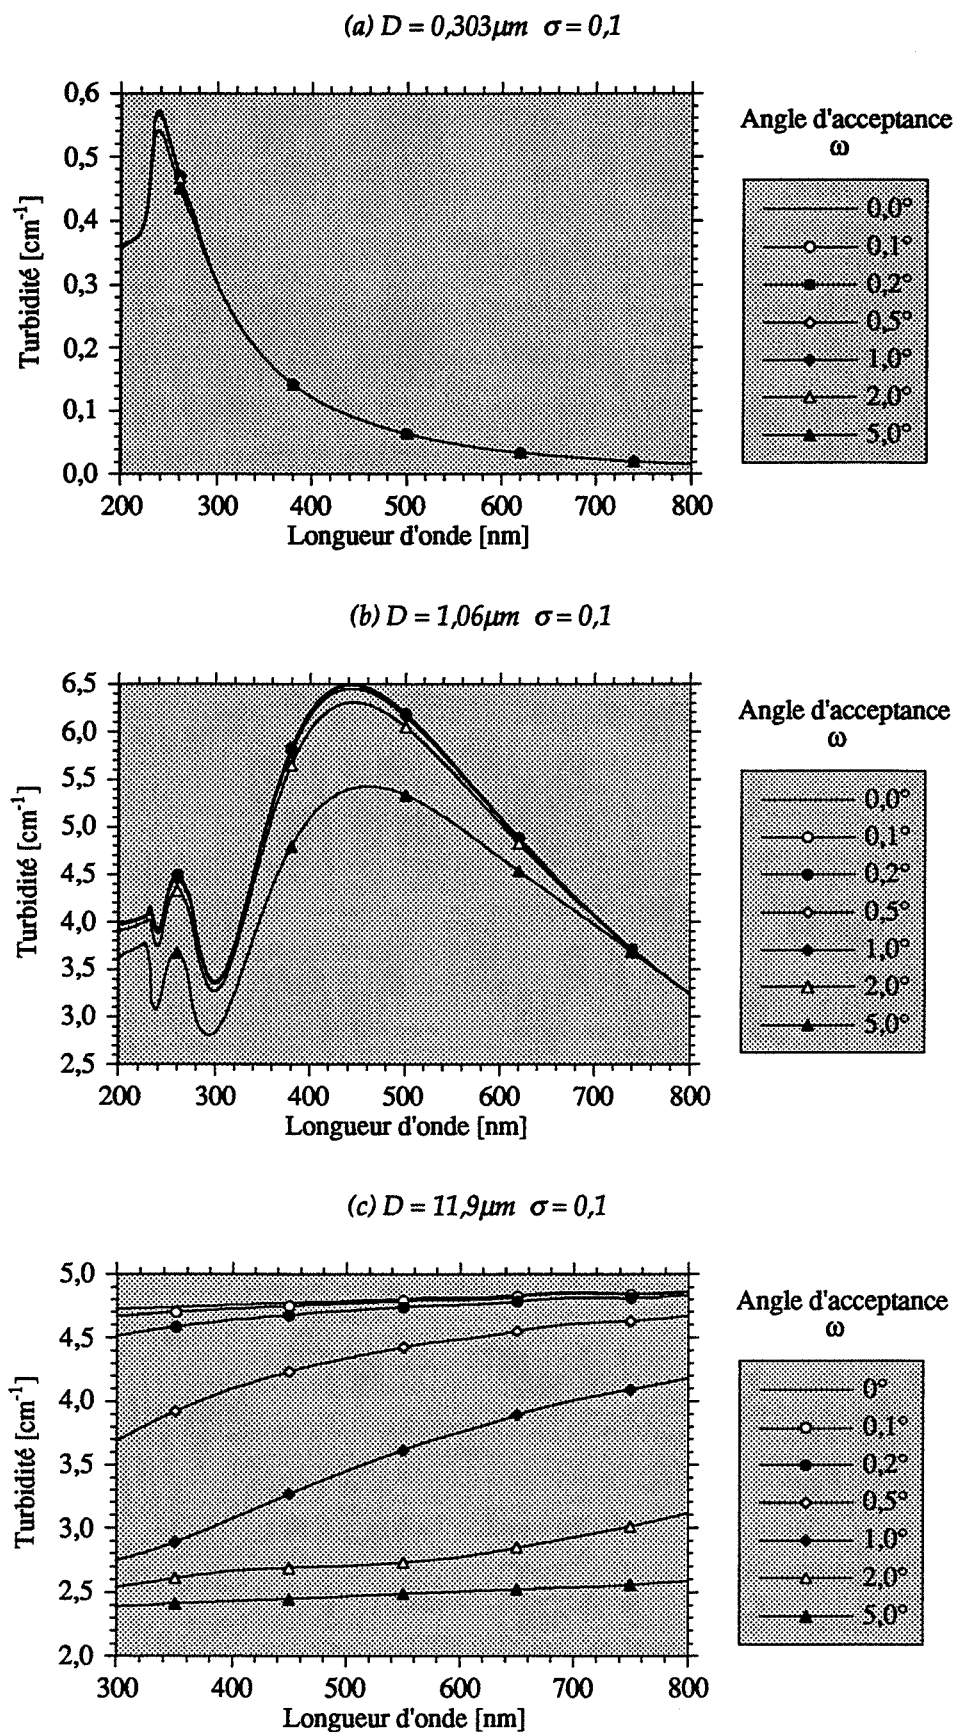 (a) D = 0,303µm σ = 0,1
0,6
0,5
0,4
0,3
0,2
0,1
0,0
Turbidité [cm-1]
200 300 400 500 600 700 800
Longueur d'onde [nm]
Angle d'acceptance
ω
0,0°
0,1°
0,2°
0,5°
1,0°
2,0°
5,0°
(b) D = 1,06µm σ = 0,1
6,5
6,0
5,5
5,0
4,5
4,0
3,5
3,0
2,5
Turbidité [cm-1]
200 300 400 500 600 700 800
Longueur d'onde [nm]
Angle d'acceptance
ω
0,0°
0,1°
0,2°
0,5°
1,0°
2,0°
5,0°
(c) D = 11,9µm σ = 0,1
5,0
4,5
4,0
3,5
3,0
2,5
2,0
Turbidité [cm-1]
300 400 500 600 700 800
Longueur d'onde [nm]
Angle d'acceptance
ω
0°
0,1°
0,2°
0,5°
1,0°
2,0°
5,0°